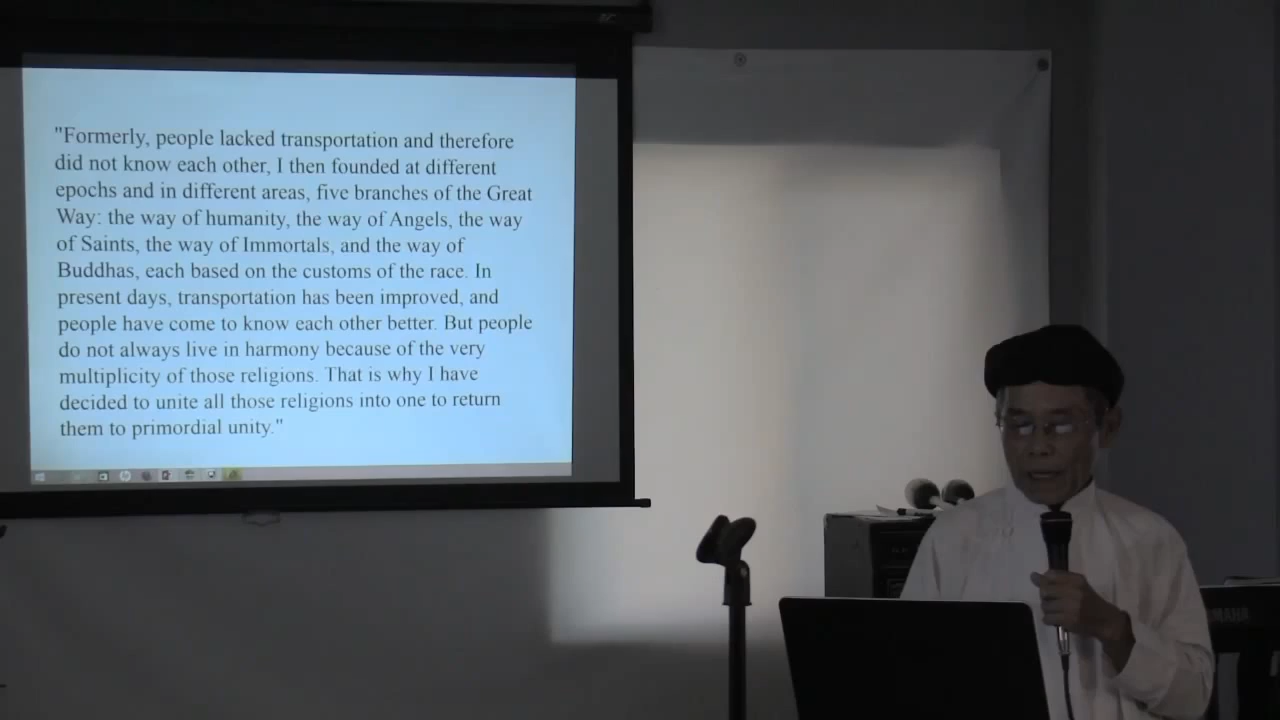 "Formerly, people lacked transportation and therefore
did not know each other, I then founded at different
epochs and in different areas, five branches of the Great
Way: the way of humanity, the way of Angels, the way
of Saints, the way of Immortals, and the way of
Buddhas, each based on the customs of the race. In
present days, transportation has been improved, and
people have come to know each other better. But people
do not always live in harmony because of the very
multiplicity of those religions. That is why I have
decided to unite all those religions into one to return
them to primordial unity."
YAMAHA